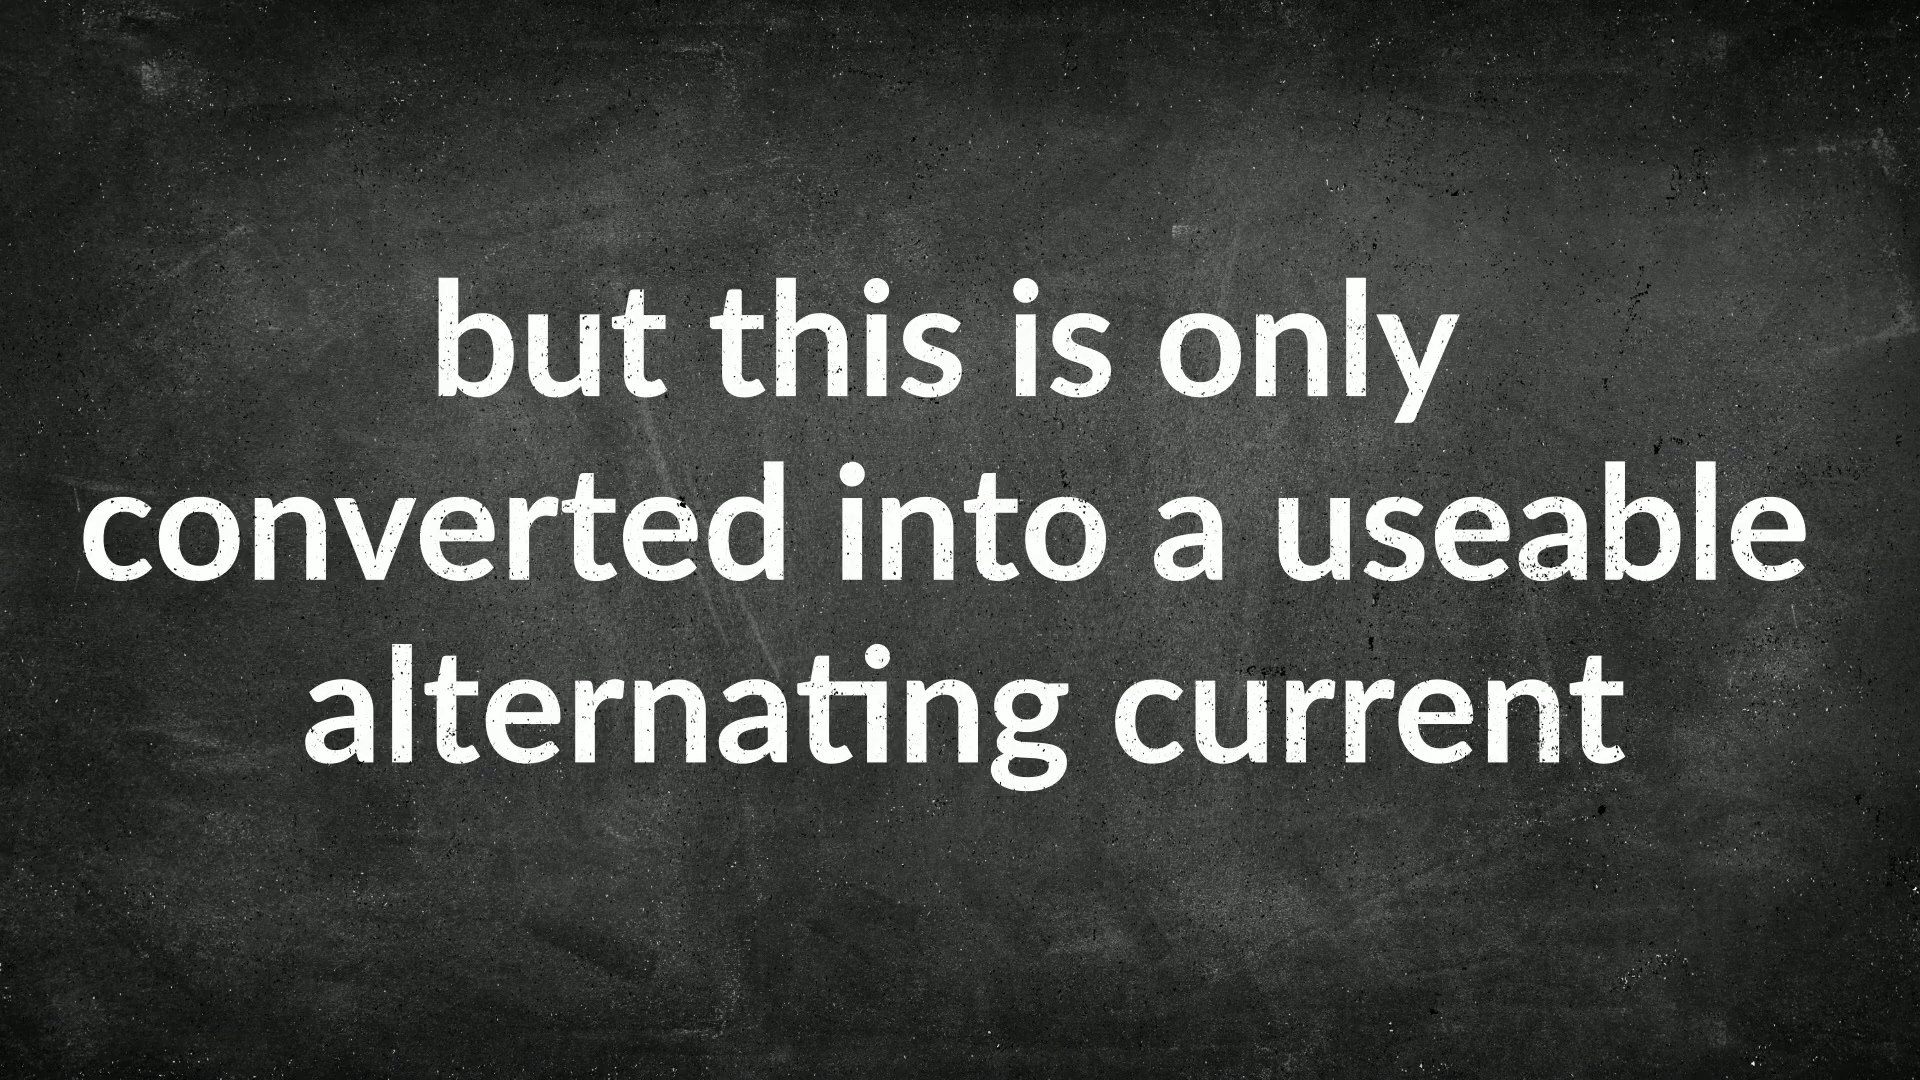 but this is only
converted into a useable
alternating current